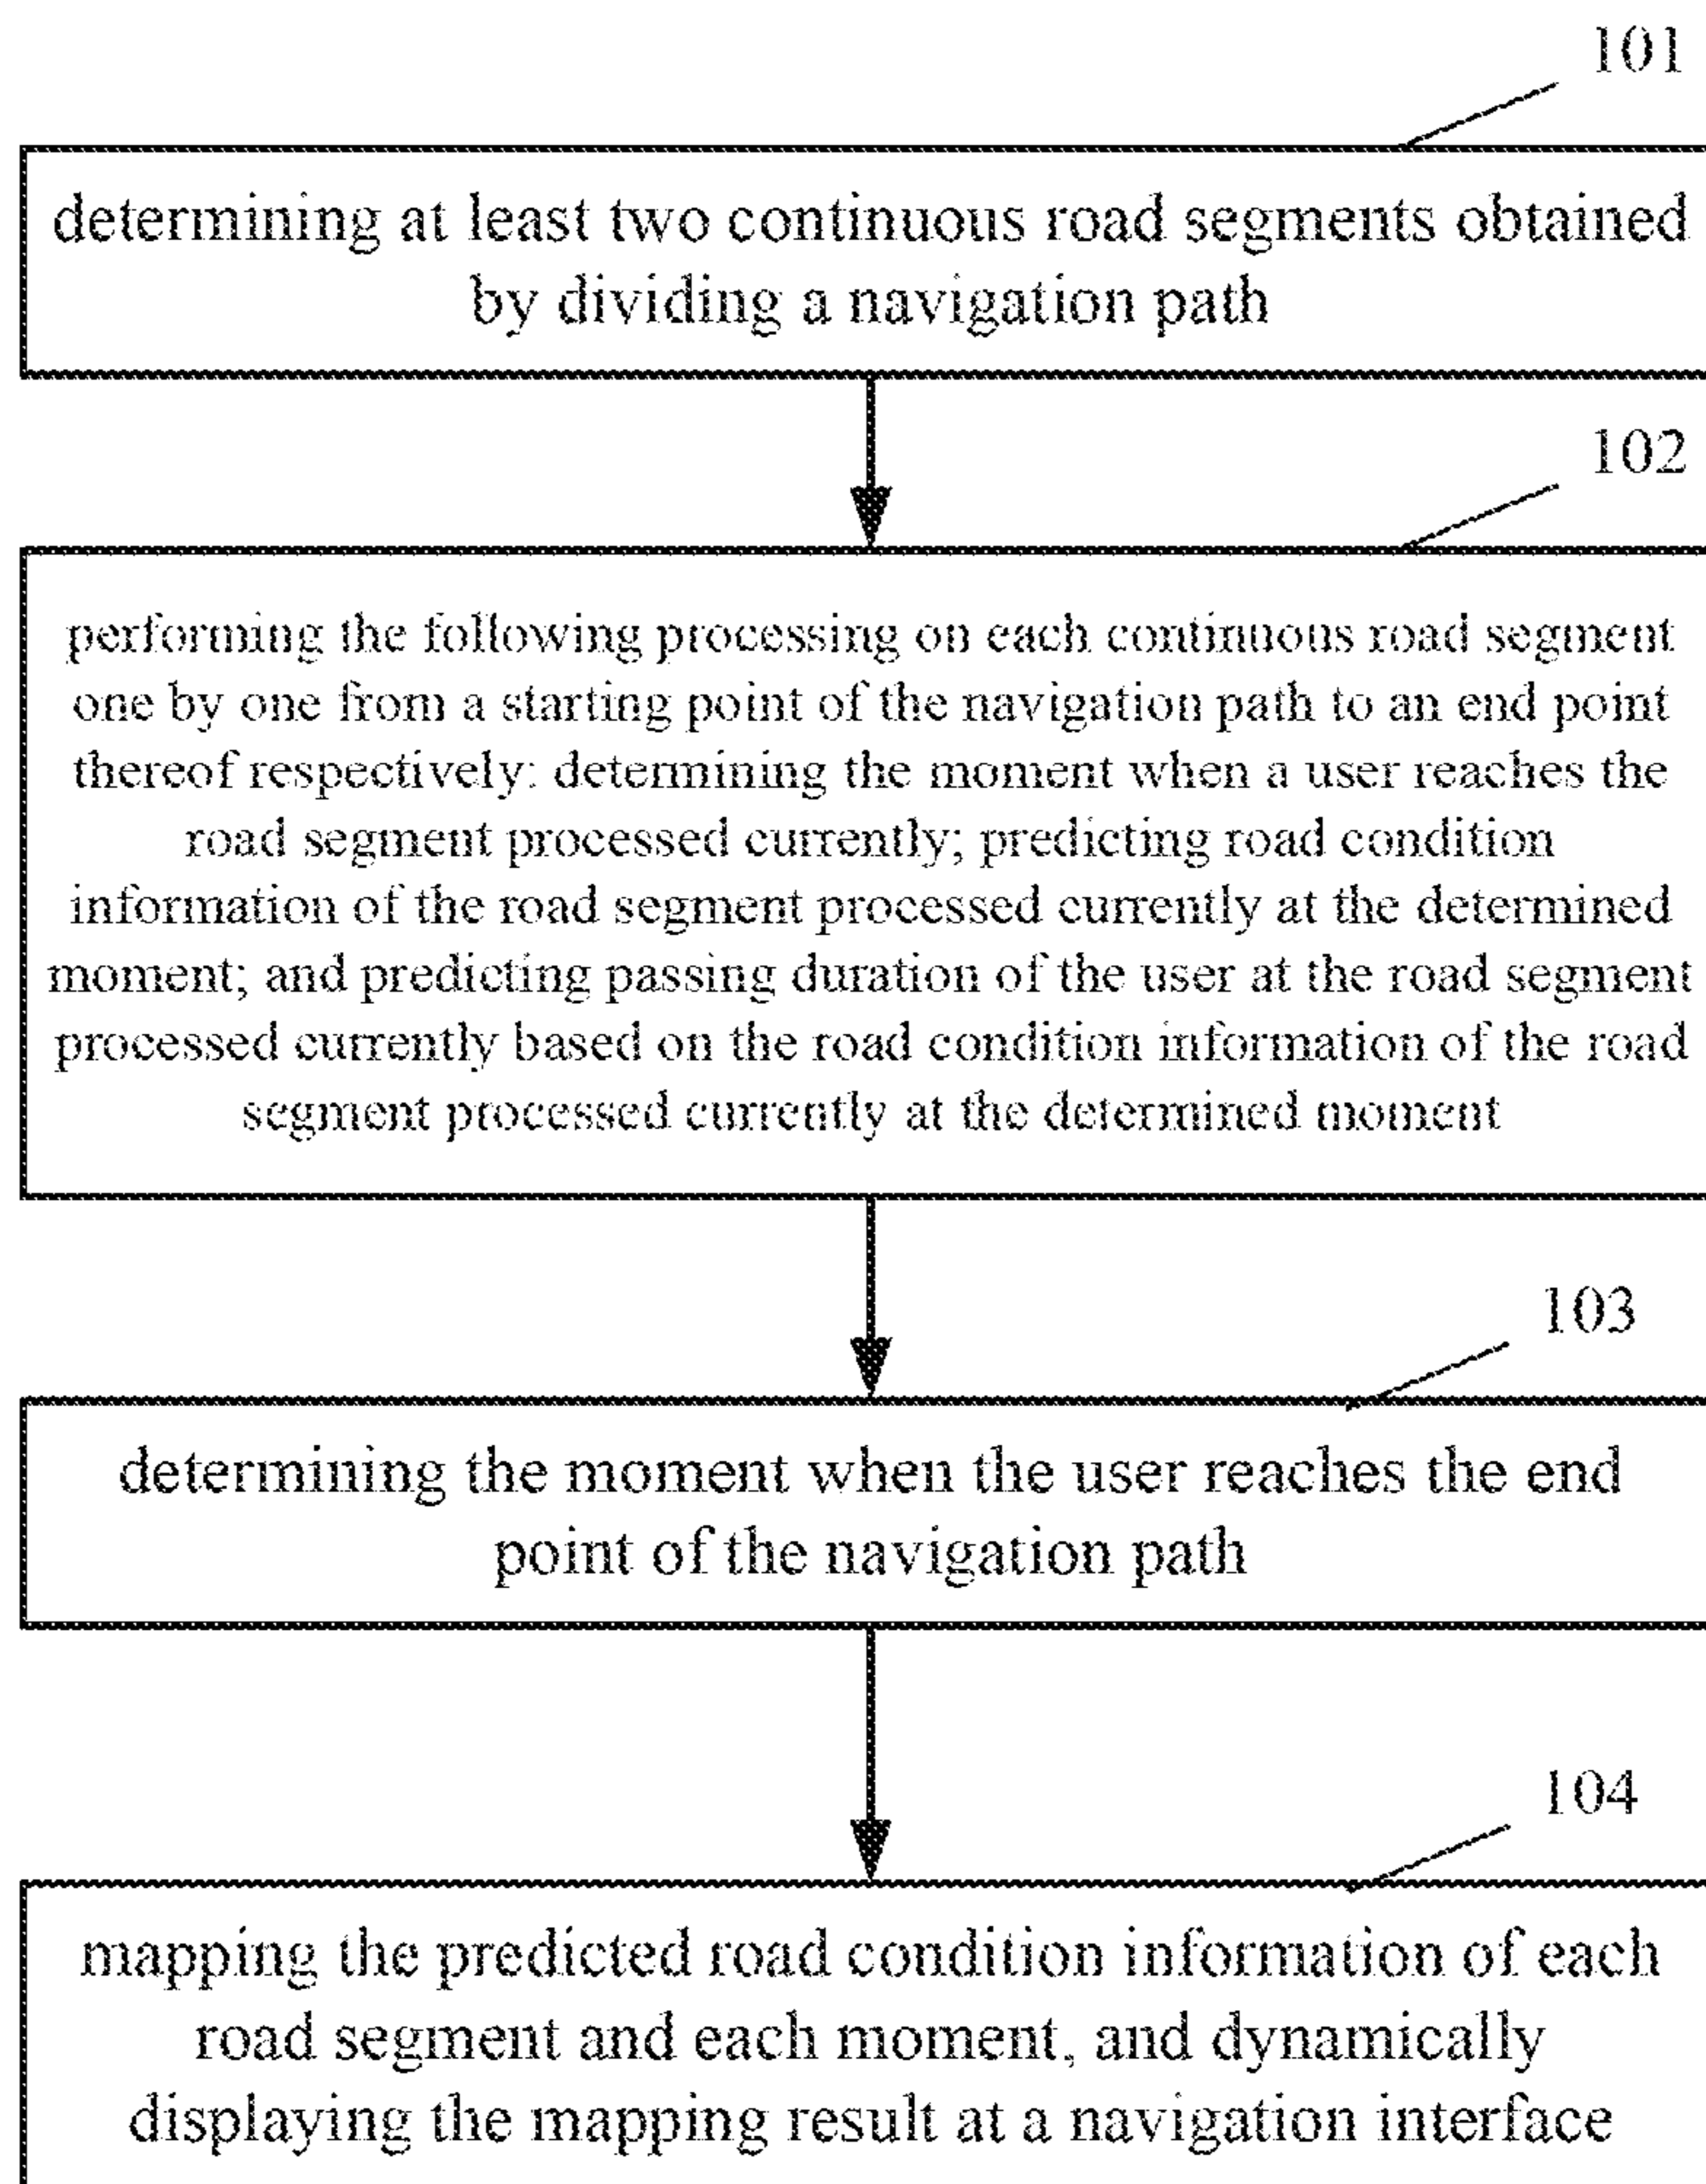 101
determining at least two continuous road segments obtained
by dividing a navigation path
102
performing the following processing on each continuous road segment
one by one from a starting point of the navigation path to an end point
thereof respectively: determining the moment when a user reaches the
road segment processed currently; predicting road condition
information of the road segment processed currently at the determined
moment; and predicting passing duration of the user at the road segment
processed currently based on the road condition information of the road
segment processed currently at the determined moment
103
determining the moment when the user reaches the end
point of the navigation path
104
mapping the predicted road condition information of each
road segment and each moment, and dynamically
displaying the mapping result at a navigation interface